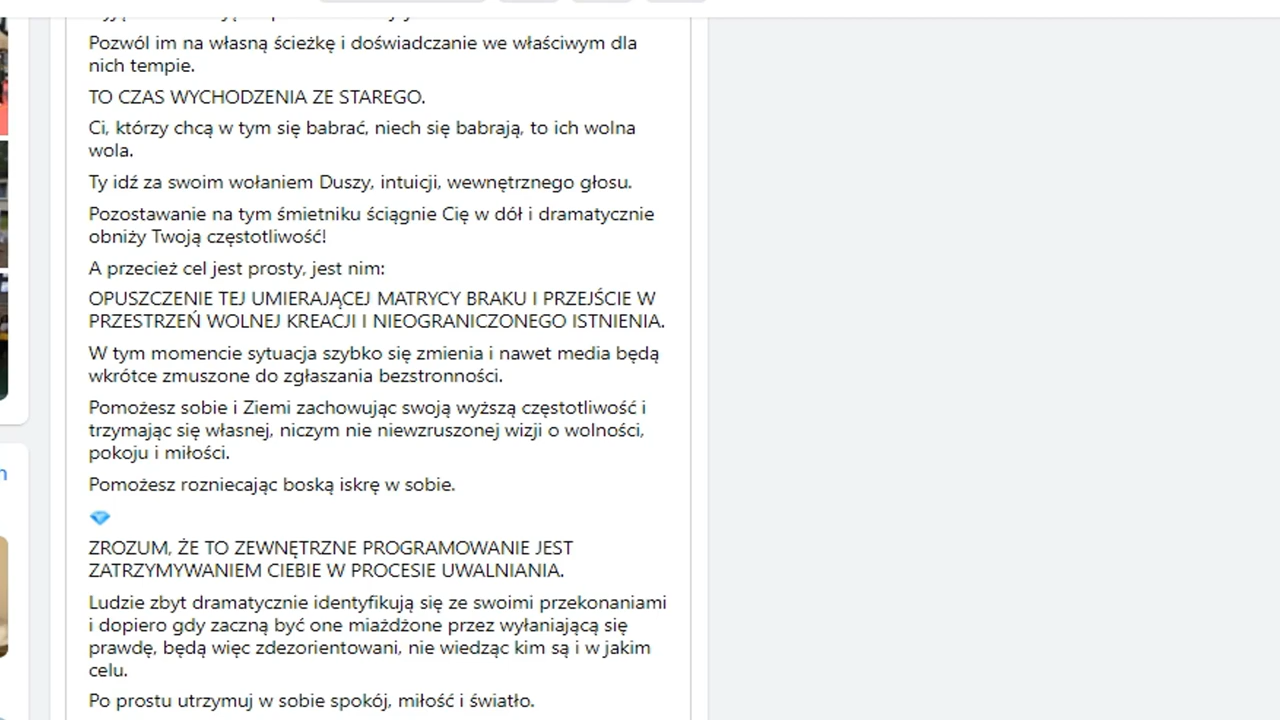 Pozwól im na własną ścieżkę i doświadczanie we właściwym dla
nich tempie.
TO CZAS WYCHODZENIA ZE STAREGO.
Ci, którzy chcą w tym się babrać, niech się babrają, to ich wolna
wola.
Ty idź za swoim wołaniem Duszy, intuicji, wewnętrznego głosu.
Pozostawanie na tym śmietniku ściągnie Cię w dół i dramatycznie
obniży Twoją częstotliwość!
A przecież cel jest prosty, jest nim:
OPUSZCZENIE TEJ UMIERAJĄCEJ MATRYCY BRAKU I PRZEJŚCIE W
PRZESTRZEŃ WOLNEJ KREACJI I NIEOGRANICZONEGO ISTNIENIA.
W tym momencie sytuacja szybko się zmienia i nawet media będą
wkrótce zmuszone do zgłaszania bezstronności.
Pomożesz sobie i Ziemi zachowując swoją wyższą częstotliwość i
trzymając się własnej, niczym nie niewzruszonej wizji o wolności,
pokoju i miłości.
Pomożesz rozniecając boską iskrę w sobie.
ZROZUM, ŻE TO ZEWNĘTRZNE PROGRAMOWANIE JEST
ZATRZYMYWANIEM CIEBIE W PROCESIE UWALNIANIA.
Ludzie zbyt dramatycznie identyfikują się ze swoimi przekonaniami
i dopiero gdy zaczną być one miażdżone przez wyłaniającą się
prawdę, będą więc zdezorientowani, nie wiedząc kim są i w jakim
celu.
Po prostu utrzymuj w sobie spokój, miłość i światło.